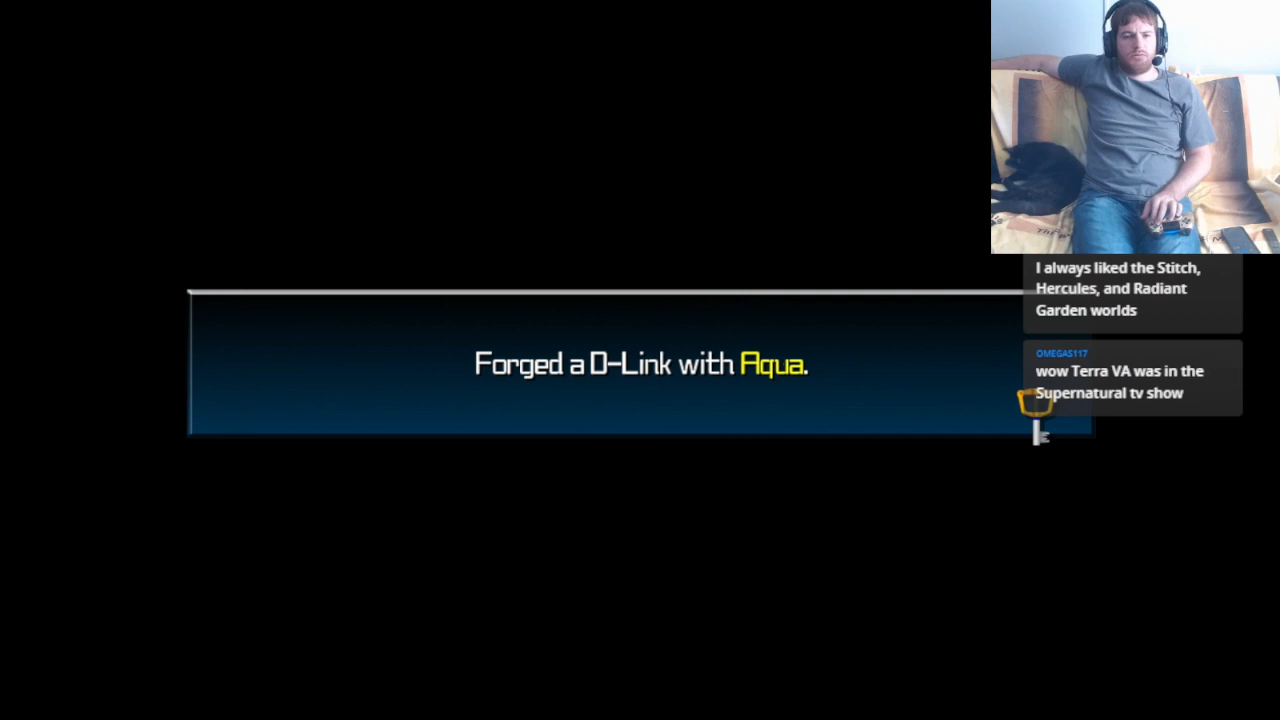 I always liked the Stitch,
Hercules, and Radiant
Garden worlds
OMEGAS117
wow Terra VA was in the
Supernatural tv show
Forged a D-Link with Aqua.